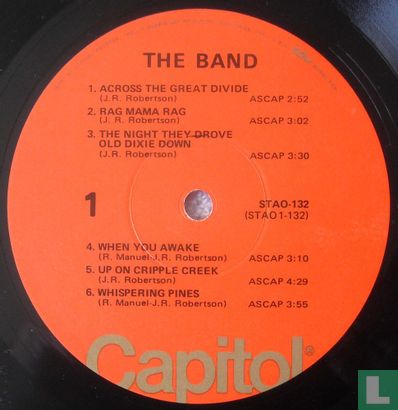 THE BAND
1. ACROSS THE GREAT DIVIDE
(J.R. Robertson) ASCAP 2:52
2. RAG MAMA RAG
(J.R. Robertson) ASCAP 3:02
3. THE NIGHT THEY DROVE
OLD DIXIE DOWN
(J.R. Robertson) ASCAP 3:30
1
STAO-132
(STAO 1-132)
4. WHEN YOU AWAKE
(R. Manuel-J.R. Robertson) ASCAP 3:10
5. UP ON CRIPPLE CREEK
(J.R. Robertson) ASCAP 4:29
6. WHISPERING PINES
(R. Manuel-J.R. Robertson) ASCAP 3:55
Capitol®
catawiki